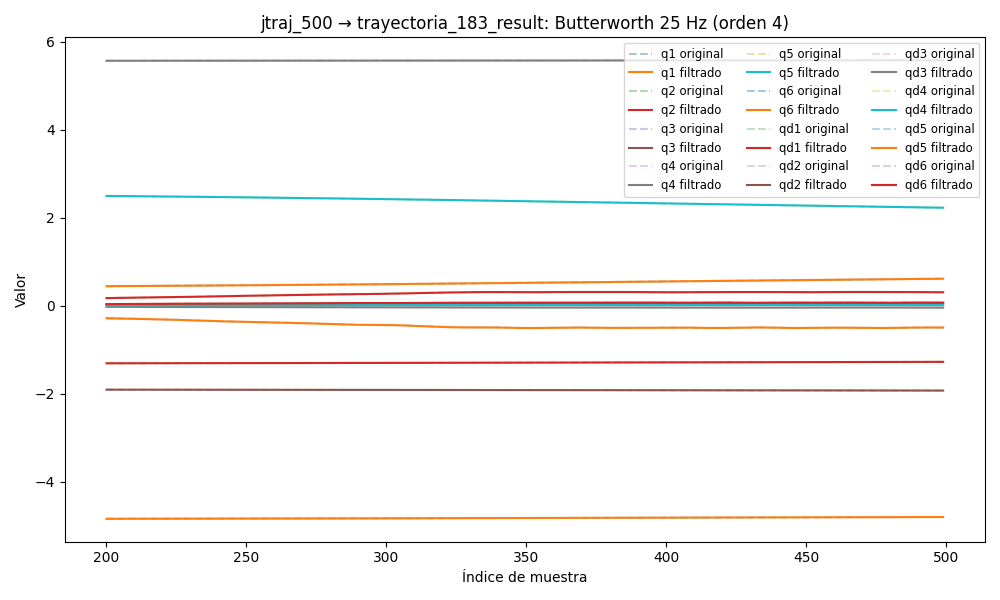 jtraj_500 → trayectoria_183_result: Butterworth 25 Hz (orden 4)
6
4
2
0
−2
−4
Valor
q1 original
q1 filtrado
q2 original
q2 filtrado
q3 original
q3 filtrado
q4 original
q4 filtrado
q5 original
q5 filtrado
q6 original
q6 filtrado
qd1 original
qd1 filtrado
qd2 original
qd2 filtrado
qd3 original
qd3 filtrado
qd4 original
qd4 filtrado
qd5 original
qd5 filtrado
qd6 original
qd6 filtrado
200
250
300
350
400
450
500
Índice de muestra